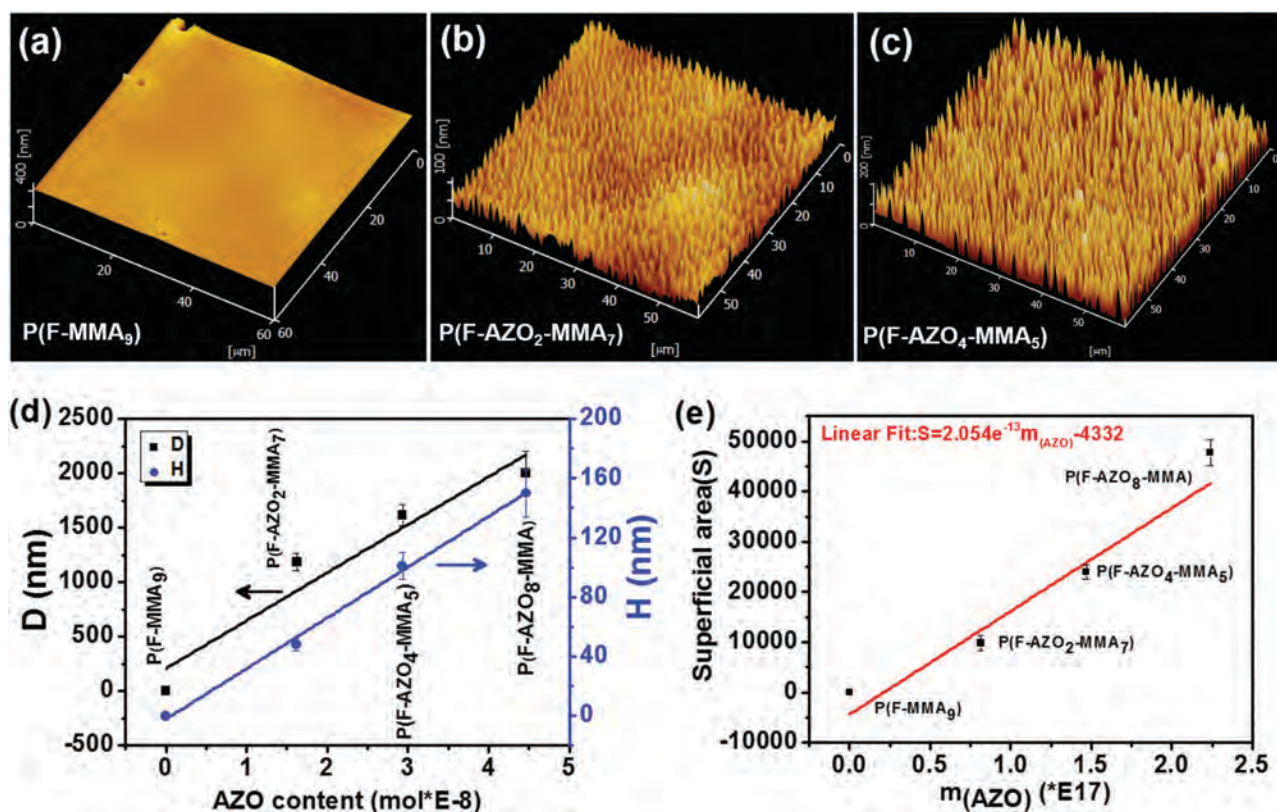 (a)
400 [nm]
0
20
40
60
60
40
20
0
[µm]
P(F-MMA₉)
(b)
100 [nm]
0
10
20
30
40
50
50
40
30
20
10
0
[µm]
P(F-AZO₂-MMA₇)
(c)
200 [nm]
0
10
20
30
40
50
50
40
30
20
10
0
[µm]
P(F-AZO₄-MMA₅)
(d)
D
H
2500
2000
1500
1000
500
0
-500
D (nm)
200
160
120
80
40
0
H (nm)
P(F-MMA₉)
P(F-AZO₂-MMA₇)
P(F-AZO₄-MMA₅)
P(F-AZO₈-MMA)
0 1 2 3 4 5
AZO content (mol*E-8)
(e)
Linear Fit:S=2.054e⁻¹³m(AZO)-4332
50000
40000
30000
20000
10000
0
-10000
Superficial area(S)
P(F-AZO₈-MMA)
P(F-AZO₄-MMA₅)
P(F-AZO₂-MMA₇)
P(F-MMA₉)
0.0 0.5 1.0 1.5 2.0 2.5
m(AZO) (*E17)